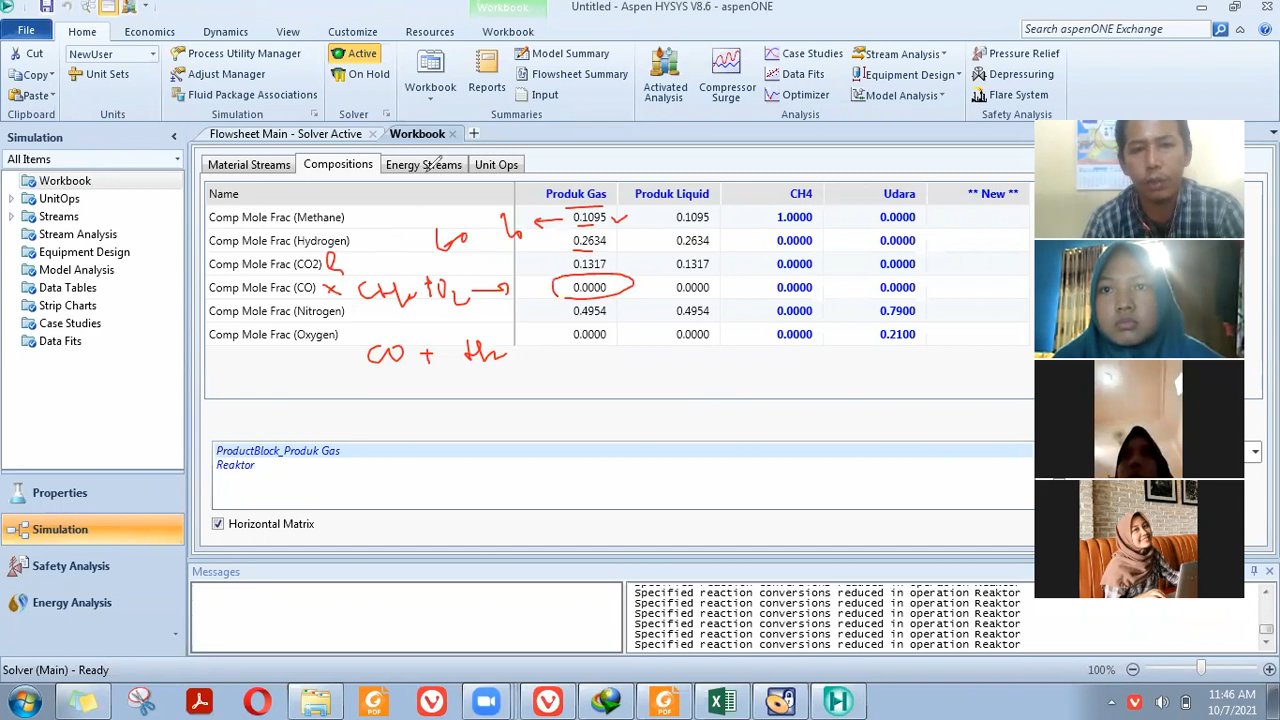 Workbook
Untitled - Aspen HYSYS V8.6 - aspenONE
File Home Economics Dynamics View Customize Resources Workbook
Search aspenONE Exchange
Cut NewUser Process Utility Manager Active Model Summary Case Studies Stream Analysis Pressure Relief
Copy Unit Sets Adjust Manager On Hold Flowsheet Summary Data Fits Equipment Design Depressuring
Paste Fluid Package Associations Workbook Reports Input Activated Analysis Compressor Surge Optimizer Model Analysis Flare System
Clipboard Units Simulation Solver Summaries Analysis Safety Analysis
Simulation
All Items
Workbook
UnitOps
Streams
Stream Analysis
Equipment Design
Model Analysis
Data Tables
Strip Charts
Case Studies
Data Fits
Properties
Simulation
Safety Analysis
Energy Analysis
Flowsheet Main - Solver Active Workbook
Material Streams Compositions Energy Streams Unit Ops
Name Produk Gas Produk Liquid CH4 Udara ** New **
Comp Mole Frac (Methane) 0.1095 0.1095 1.0000 0.0000
Comp Mole Frac (Hydrogen) 0.2634 0.2634 0.0000 0.0000
Comp Mole Frac (CO2) 0.1317 0.1317 0.0000 0.0000
Comp Mole Frac (CO) 0.0000 0.0000 0.0000 0.0000
Comp Mole Frac (Nitrogen) 0.4954 0.4954 0.0000 0.7900
Comp Mole Frac (Oxygen) 0.0000 0.0000 0.0000 0.2100
CO +
ProductBlock_Produk Gas
Reaktor
Horizontal Matrix
Messages
Specified reaction conversions reduced in operation Reaktor
Specified reaction conversions reduced in operation Reaktor
Specified reaction conversions reduced in operation Reaktor
Specified reaction conversions reduced in operation Reaktor
Specified reaction conversions reduced in operation Reaktor
Specified reaction conversions reduced in operation Reaktor
Solver (Main) - Ready
100%
11:46 AM
10/7/2021